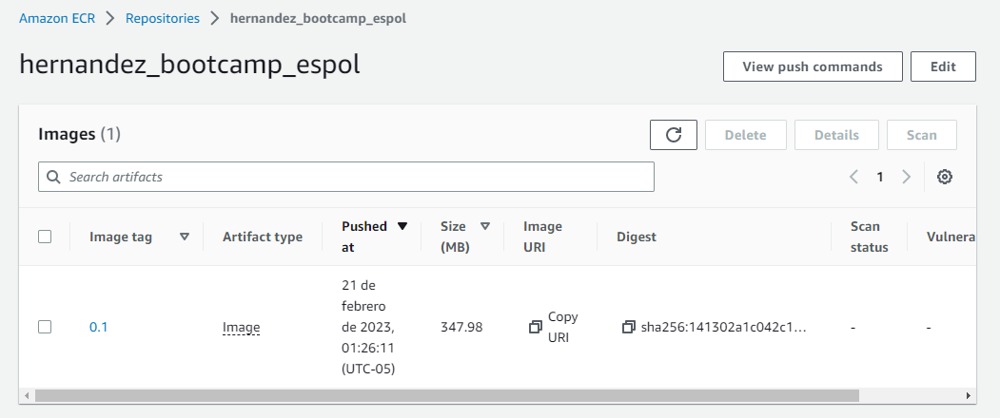 Amazon ECR > Repositories > hernandez_bootcamp_espol
hernandez_bootcamp_espol
View push commands
Edit
Images (1)
Delete
Details
Scan
Search artifacts
1
Image tag
Artifact type
Pushed at
Size (MB)
Image URI
Digest
Scan status
Vulnera
0.1
Image
21 de
febrero
de 2023,
01:26:11
(UTC-05)
347.98
Copy
URI
sha256:141302a1c042c1...
-
-